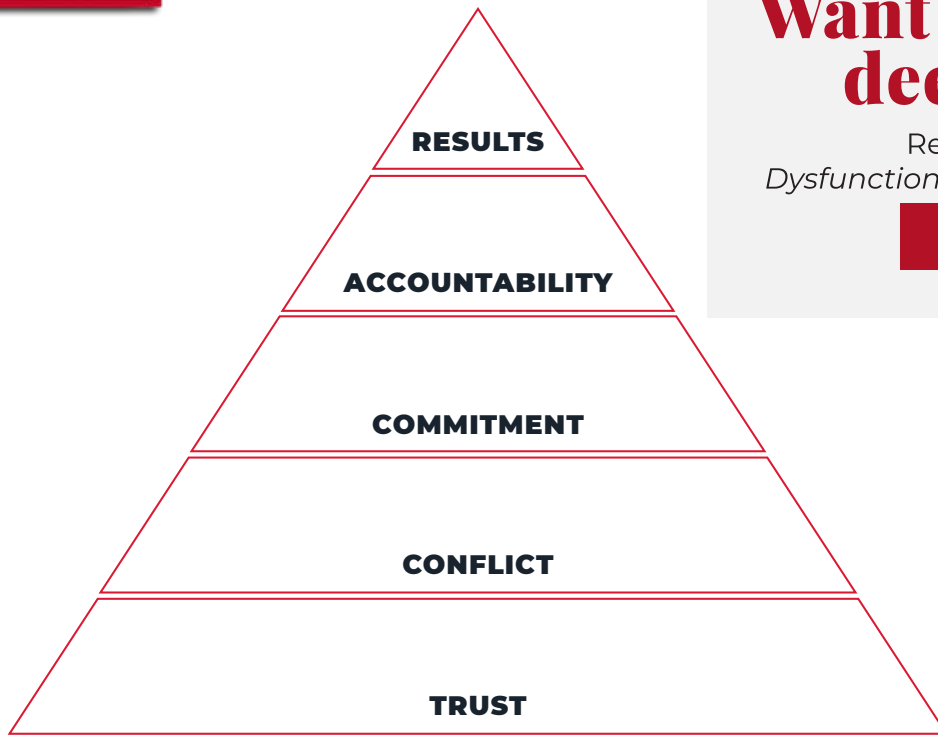 RESULTS
ACCOUNTABILITY
COMMITMENT
CONFLICT
TRUST
Want
Dysfunction